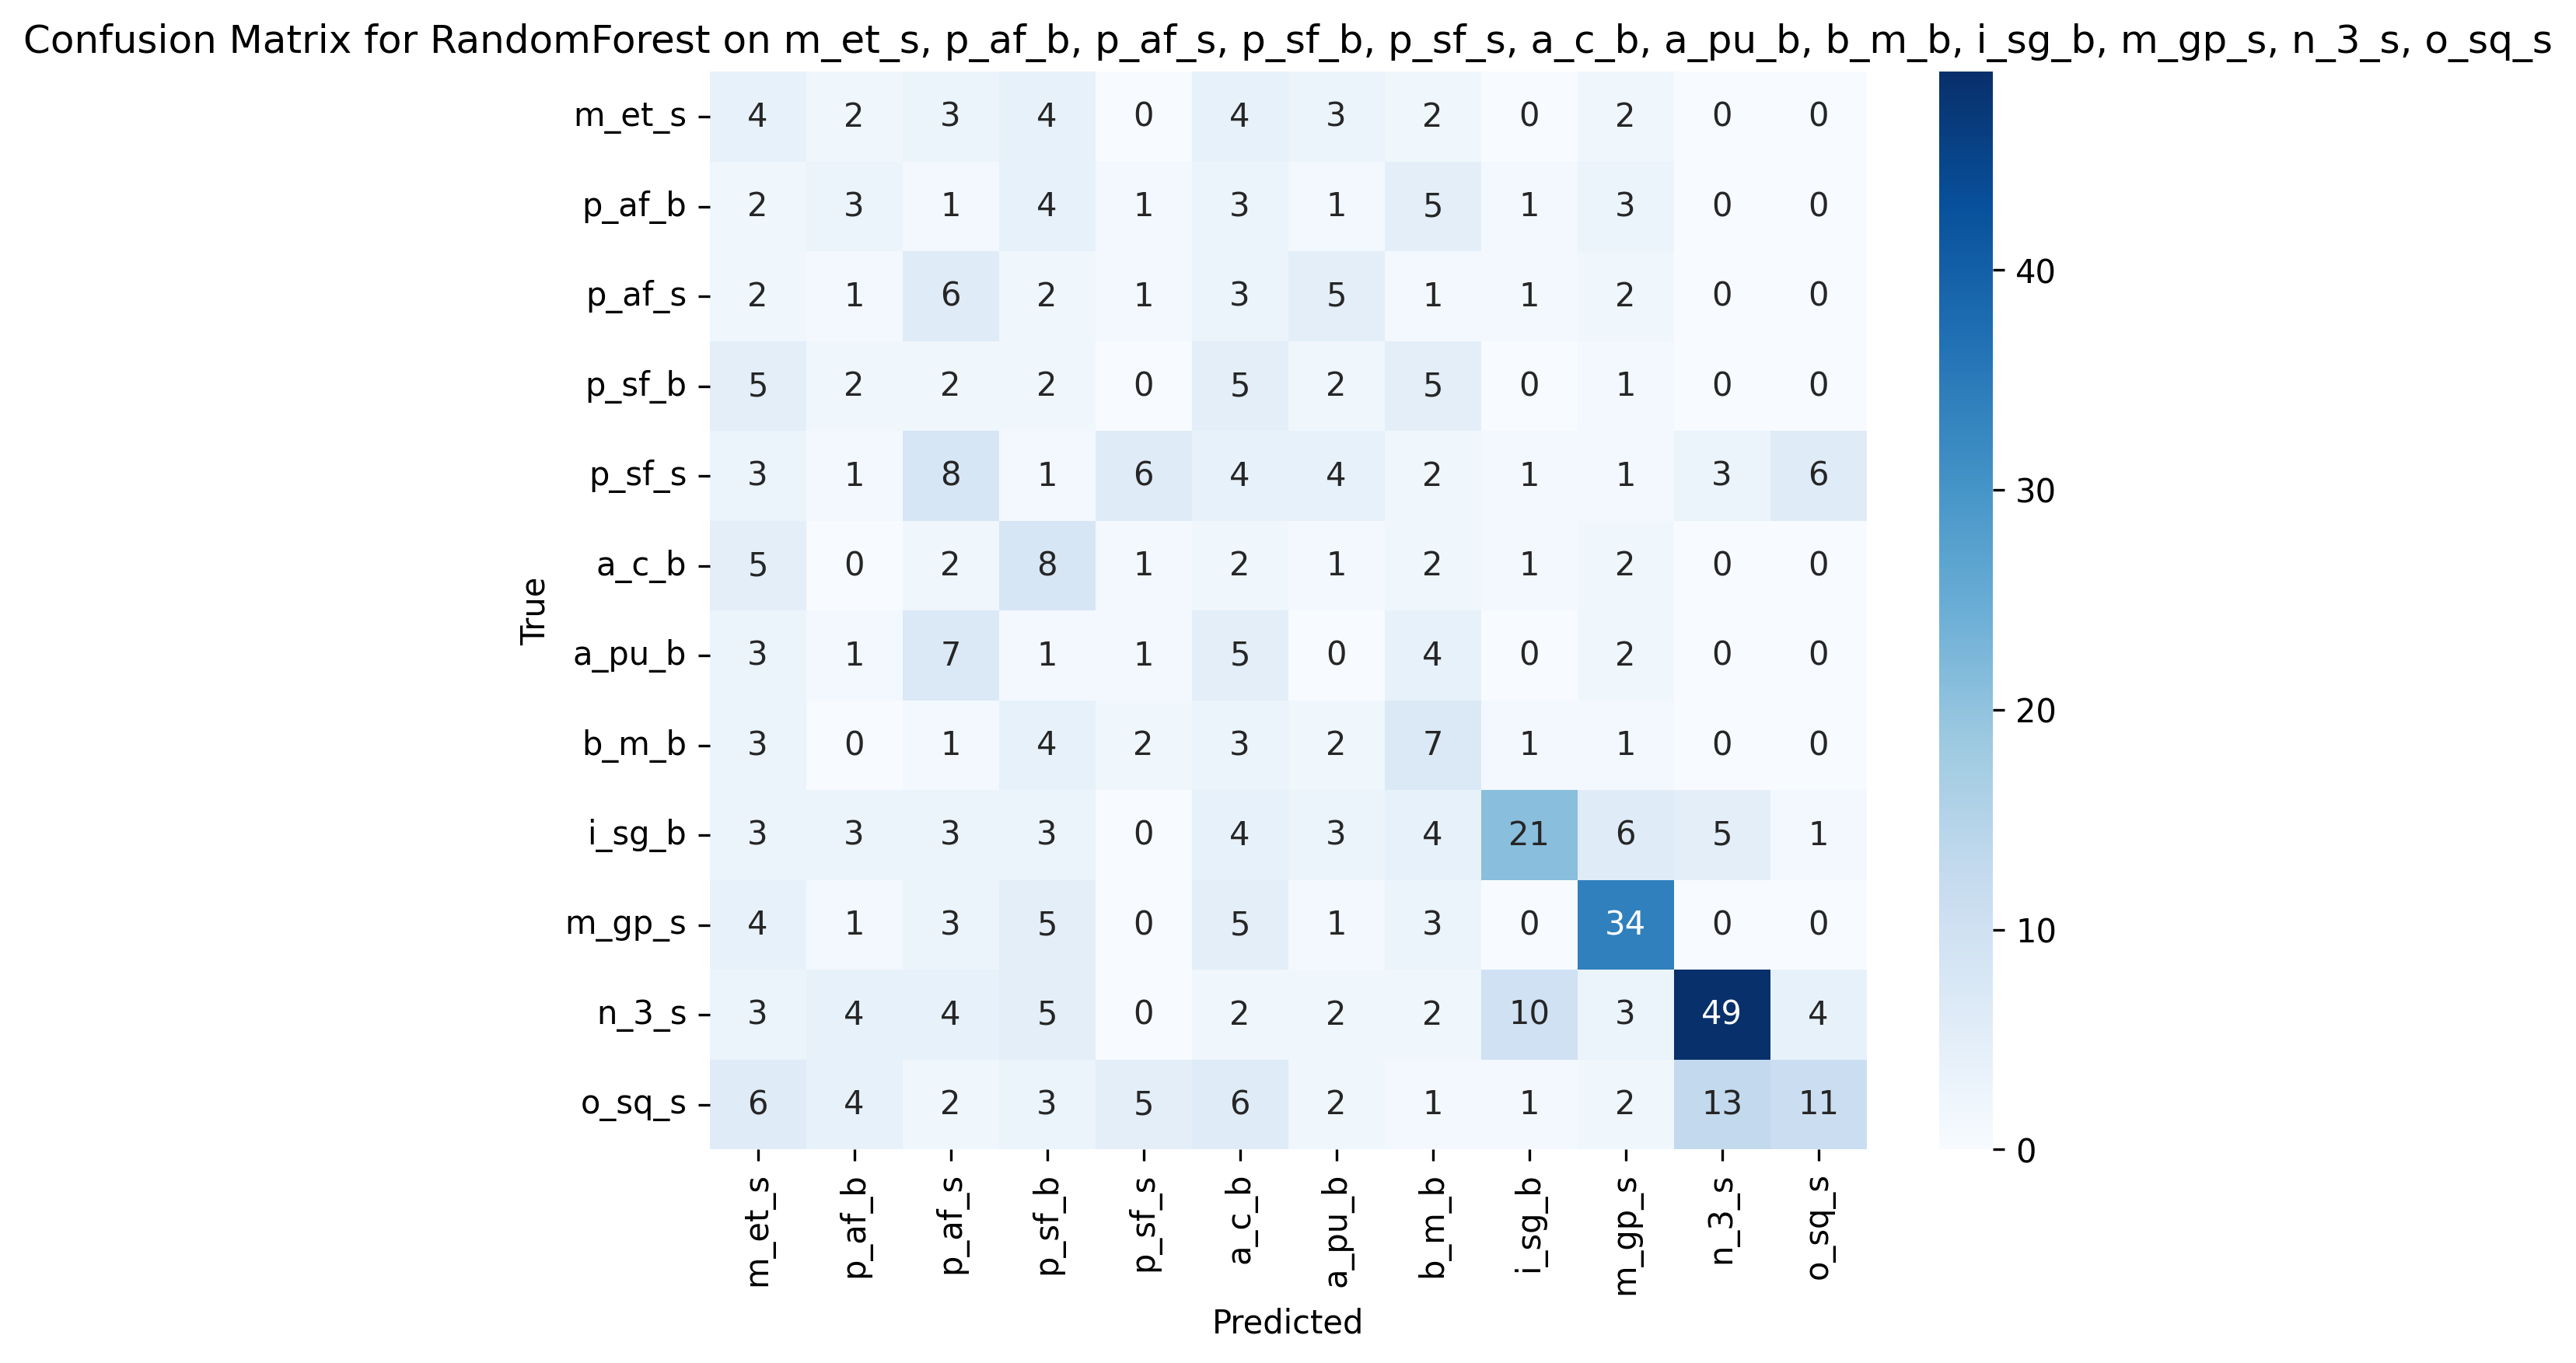 Confusion Matrix for RandomForest on m_et_s, p_af_b, p_af_s, p_sf_b, p_sf_s, a_c_b, a_pu_b, b_m_b, i_sg_b, m_gp_s, n_3_s, o_sq_s
m_et_s 4 2 3 4 0 4 3 2 0 2 0 0
p_af_b 2 3 1 4 1 3 1 5 1 3 0 0
p_af_s 2 1 6 2 1 3 5 1 1 2 0 0
p_sf_b 5 2 2 2 0 5 2 5 0 1 0 0
p_sf_s 3 1 8 1 6 4 4 2 1 1 3 6
a_c_b 5 0 2 8 1 2 1 2 1 2 0 0
a_pu_b 3 1 7 1 1 5 0 4 0 2 0 0
b_m_b 3 0 1 4 2 3 2 7 1 1 0 0
i_sg_b 3 3 3 3 0 4 3 4 21 6 5 1
m_gp_s 4 1 3 5 0 5 1 3 0 34 0 0
n_3_s 3 4 4 5 0 2 2 2 10 3 49 4
o_sq_s 6 4 2 3 5 6 2 1 1 2 13 11
True
m_et_s p_af_b p_af_s p_sf_b p_sf_s a_c_b a_pu_b b_m_b i_sg_b m_gp_s n_3_s o_sq_s
Predicted
40
30
20
10
0